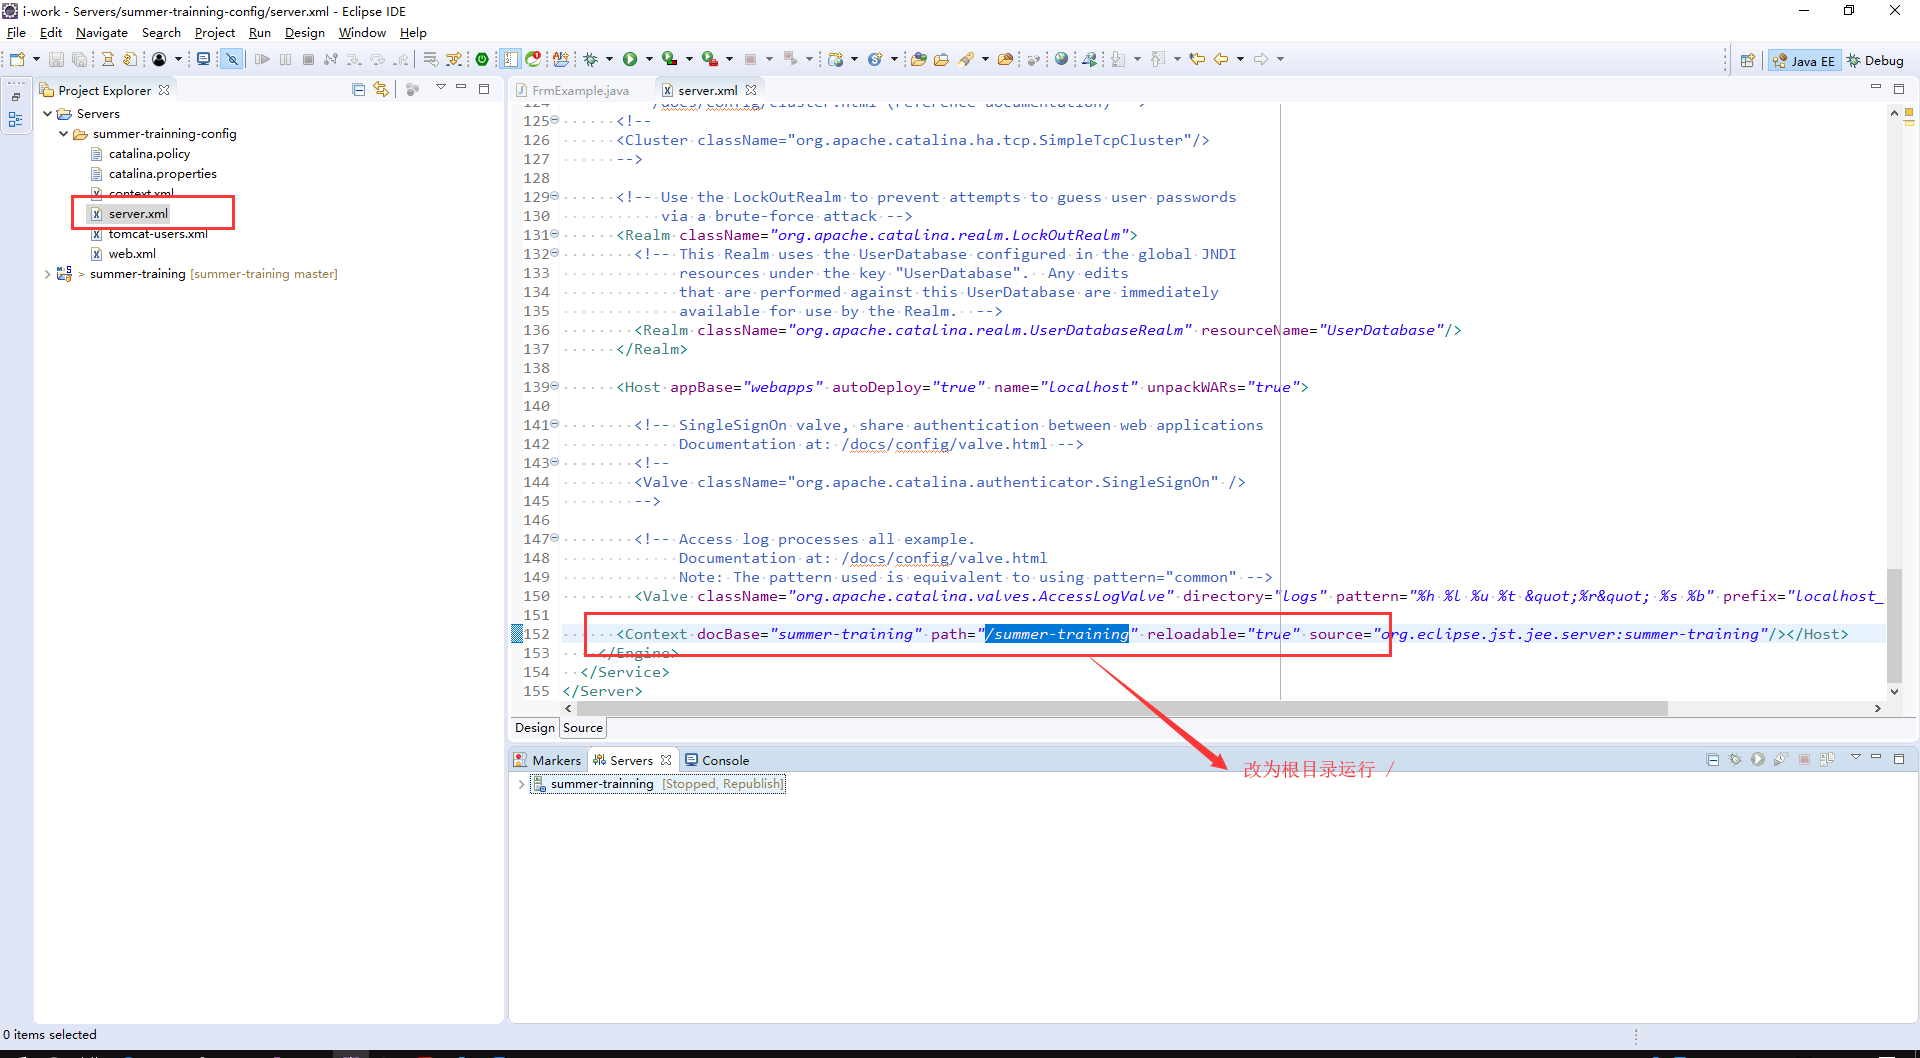 i-work - Servers/summer-trainning-config/server.xml - Eclipse IDE
File Edit Navigate Search Project Run Design Window Help
Java EE Debug
Project Explorer
Servers
summer-trainning-config
catalina.policy
catalina.properties
context.xml
server.xml
tomcat-users.xml
web.xml
> summer-training [summer-training master]
FrmExample.java server.xml
124 /docs/config/cluster.html (reference documentation) -->
125 <!--
126 <Cluster className="org.apache.catalina.ha.tcp.SimpleTcpCluster"/>
127 -->
128
129 <!-- Use the LockOutRealm to prevent attempts to guess user passwords
130 via a brute-force attack -->
131 <Realm className="org.apache.catalina.realm.LockOutRealm">
132 <!-- This Realm uses the UserDatabase configured in the global JNDI
133 resources under the key "UserDatabase". Any edits
134 that are performed against this UserDatabase are immediately
135 available for use by the Realm. -->
136 <Realm className="org.apache.catalina.realm.UserDatabaseRealm" resourceName="UserDatabase"/>
137 </Realm>
138
139 <Host appBase="webapps" autoDeploy="true" name="localhost" unpackWARs="true">
140
141 <!-- SingleSignOn valve, share authentication between web applications
142 Documentation at: /docs/config/valve.html -->
143 <!--
144 <Valve className="org.apache.catalina.authenticator.SingleSignOn" />
145 -->
146
147 <!-- Access log processes all example.
148 Documentation at: /docs/config/valve.html
149 Note: The pattern used is equivalent to using pattern="common" -->
150 <Valve className="org.apache.catalina.valves.AccessLogValve" directory="logs" pattern="%h %l %u %t &quot;%r&quot; %s %b" prefix="localhost_
151
152 <Context docBase="summer-training" path="/summer-training" reloadable="true" source="org.eclipse.jst.jee.server:summer-training"/></Host>
153 </Engine>
154 </Service>
155 </Server>
Design Source
Markers Servers Console
summer-trainning [Stopped, Republish]
改为根目录运行 /
0 items selected